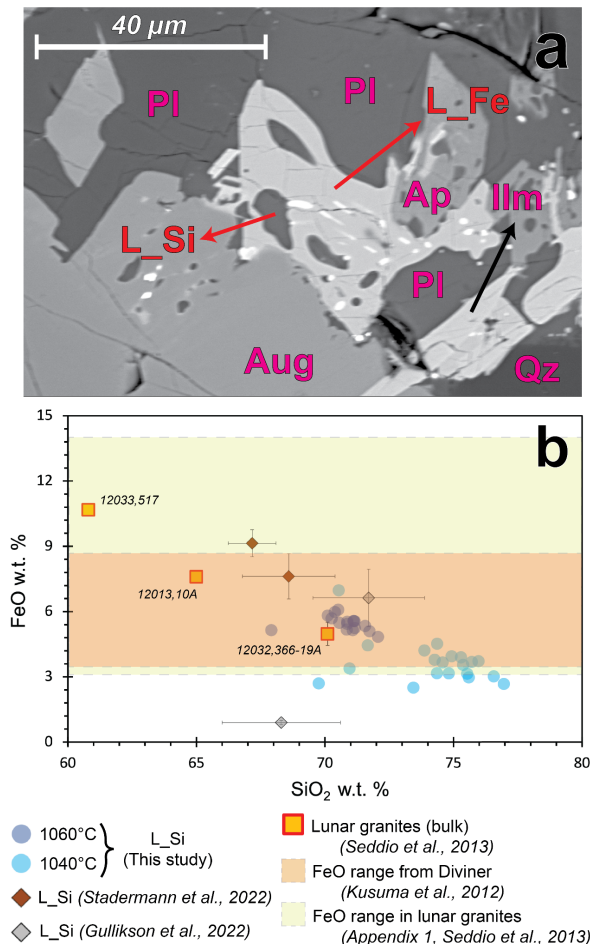 40 μm
a
Pl
Pl
L_Fe
Ap
Ilm
L_Si
Pl
Aug
Qz
b
15
12
9
6
3
0
FeO w.t. %
12033,517
12013,10A
12032,366-19A
60
65
70
75
80
SiO₂ w.t. %
1060°C
1040°C
L_Si
(This study)
L_Si (Stadermann et al., 2022)
L_Si (Gullikson et al., 2022)
Lunar granites (bulk)
(Seddio et al., 2013)
FeO range from Diviner
(Kusuma et al., 2012)
FeO range in lunar granites
(Appendix 1, Seddio et al., 2013)